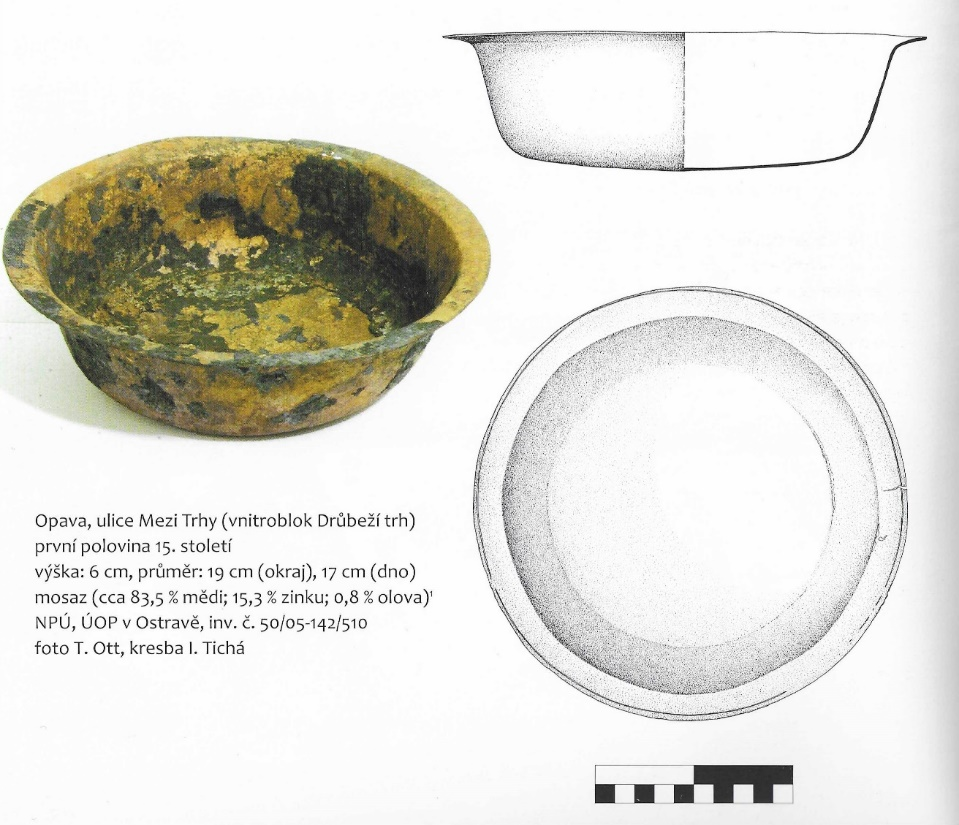 Opava, ulice Mezi Trhy (vnitroblok Drůbeží trh)
první polovina 15. století
výška: 6 cm, průměr: 19 cm (okraj), 17 cm (dno)
mosaz (cca 83,5 % mědi; 15,3 % zinku; 0,8 % olova)¹
NPÚ, ÚOP v Ostravě, inv. č. 50/05-142/510
foto T. Ott, kresba I. Tichá